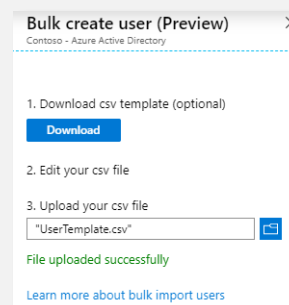 Bulk create user (Preview)
Contoso - Azure Active Directory
1. Download csv template (optional)
Download
2. Edit your csv file
3. Upload your csv file
"UserTemplate.csv"
File uploaded successfully
Learn more about bulk import users